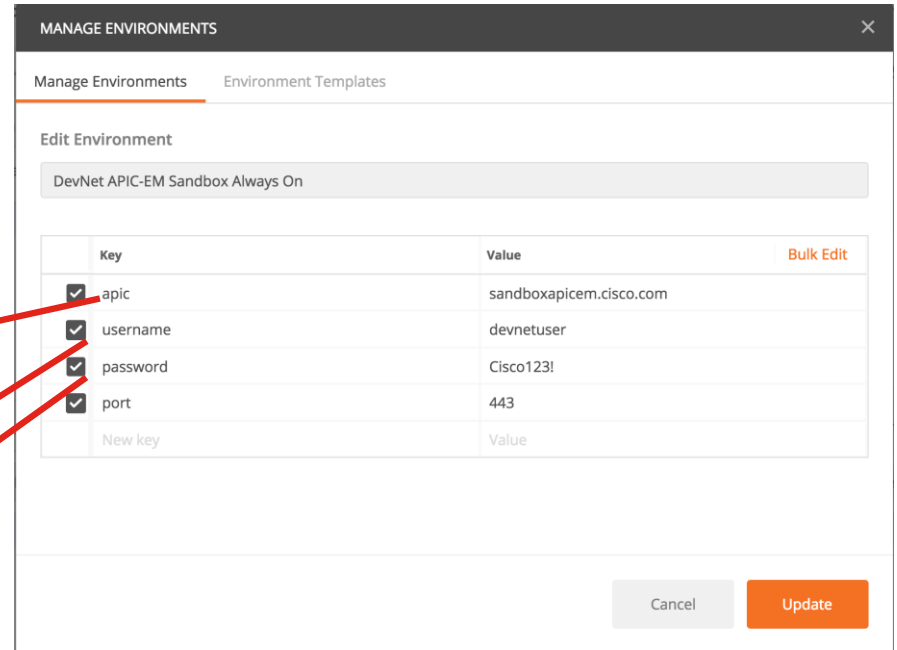 MANAGE ENVIRONMENTS
Manage Environments Environment Templates
Edit Environment
DevNet APIC-EM Sandbox Always On
Key Value Bulk Edit
apic sandboxapicem.cisco.com
username devnetuser
password Cisco123!
port 443
New key Value
Cancel Update